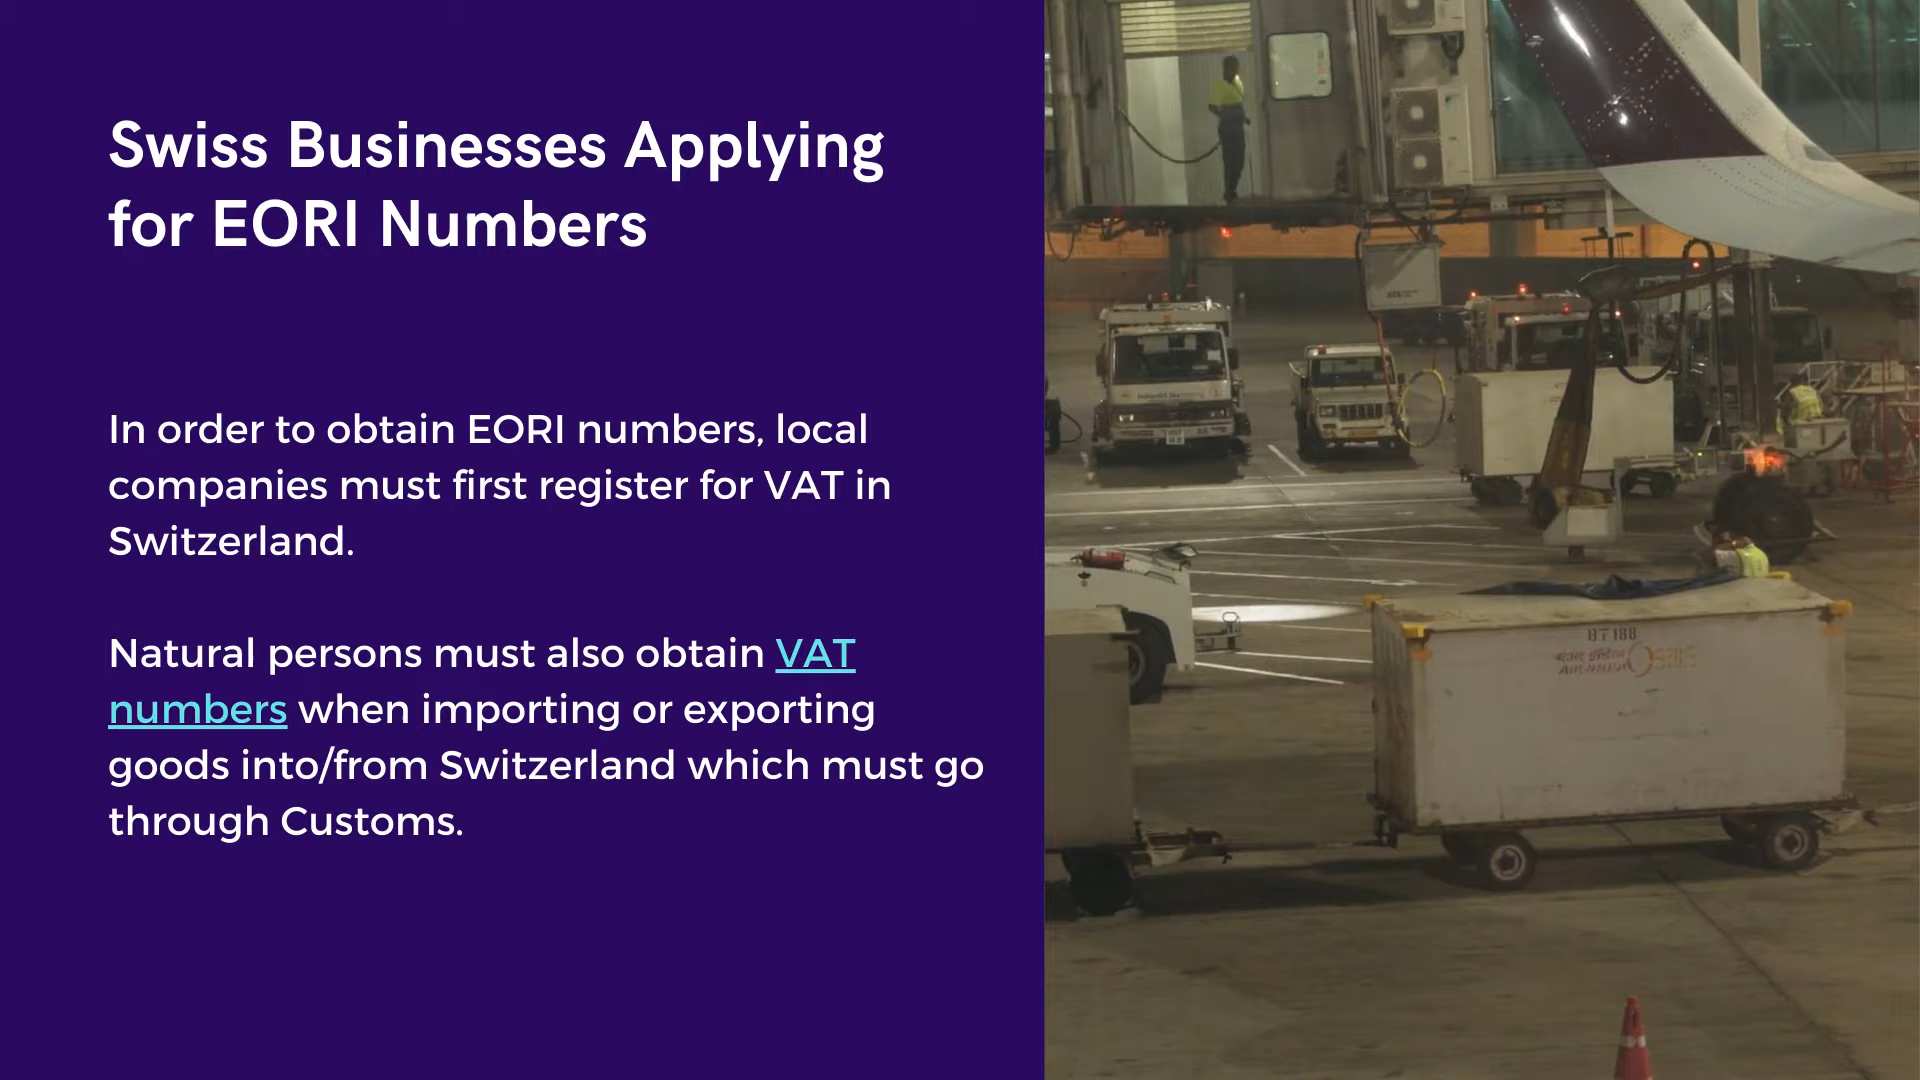 Swiss Businesses Applying
for EORI Numbers
In order to obtain EORI numbers, local
companies must first register for VAT in
Switzerland.
Natural persons must also obtain VAT
numbers when importing or exporting
goods into/from Switzerland which must go
through Customs.
BT 188